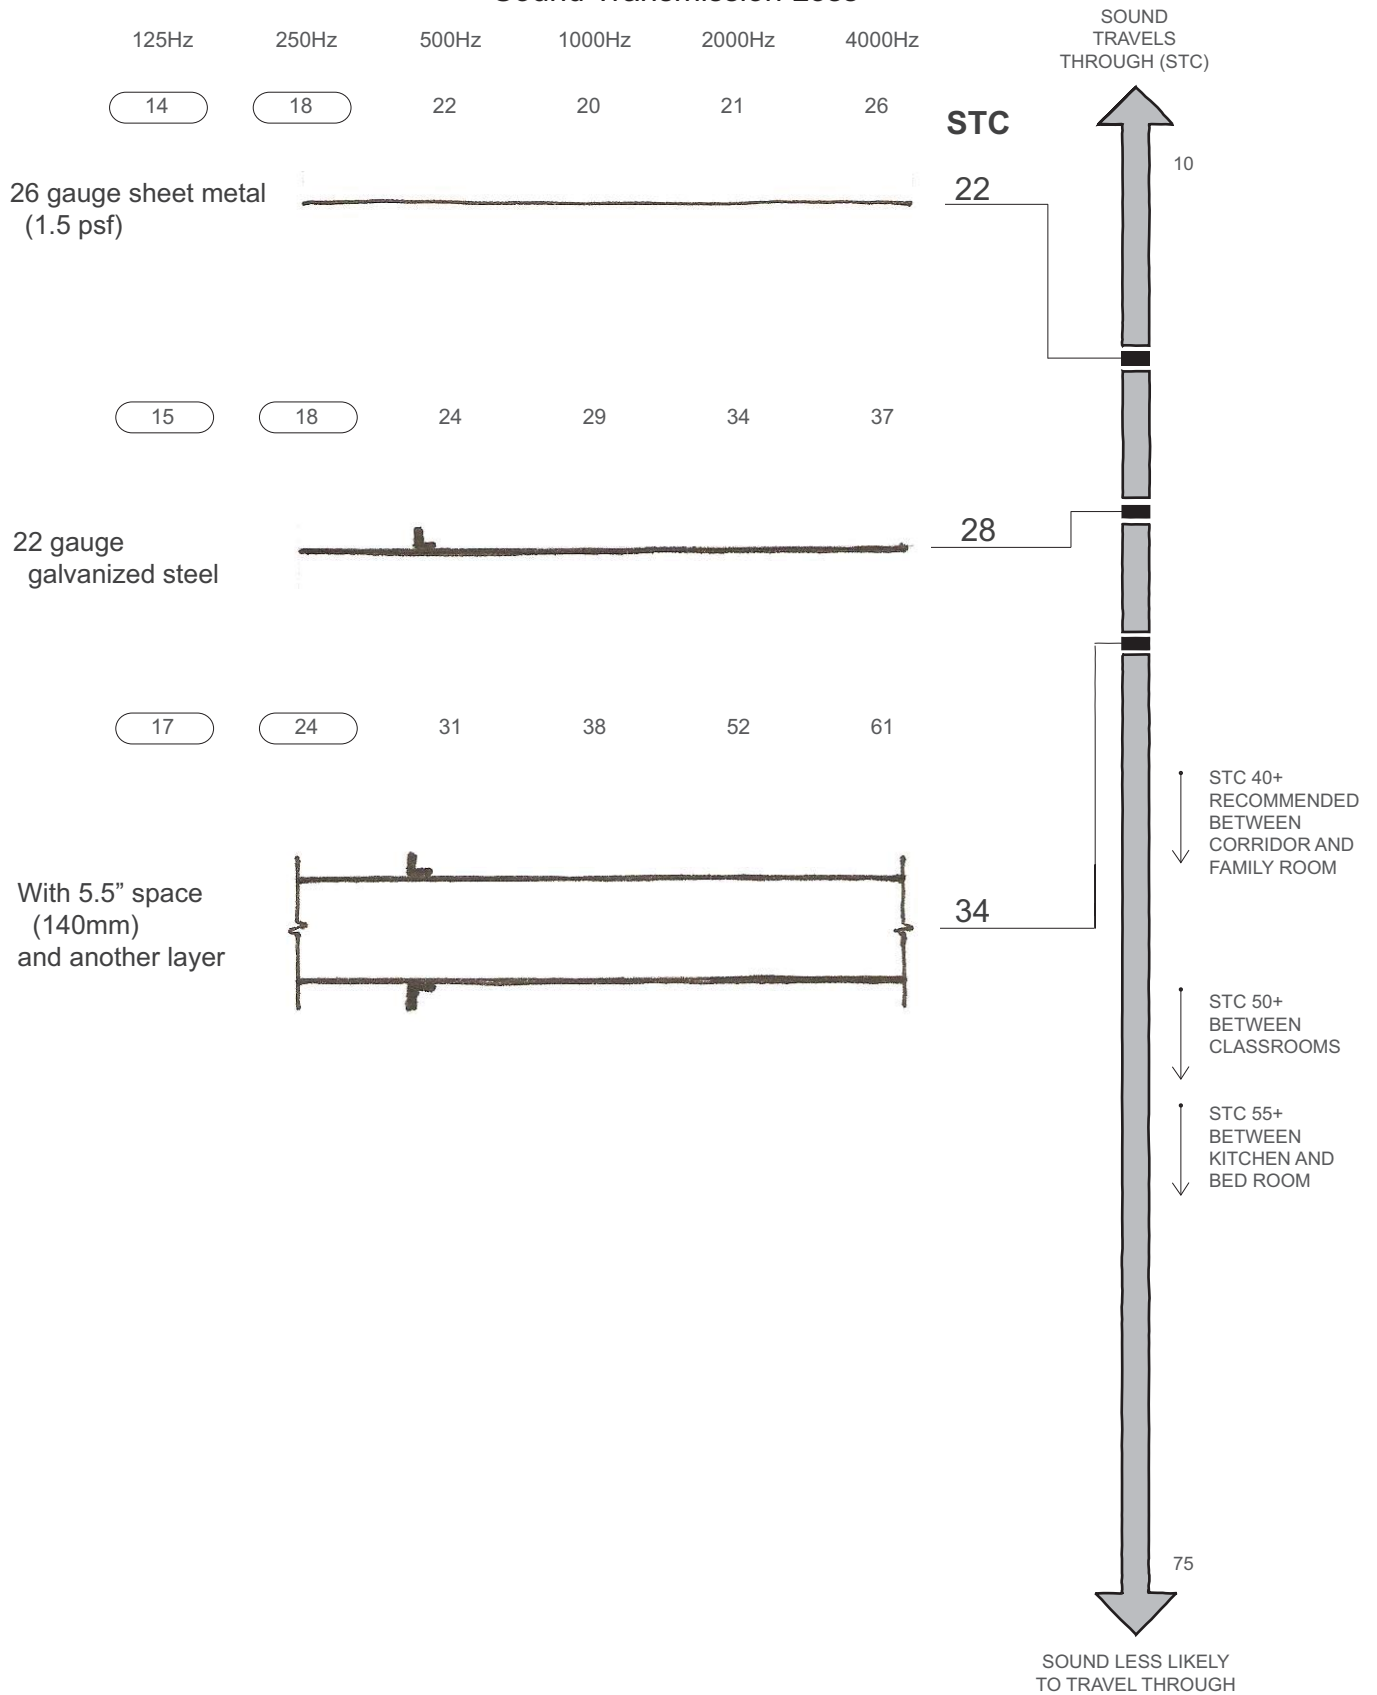 Sound Transmission Loss
125Hz 250Hz 500Hz 1000Hz 2000Hz 4000Hz
SOUND
TRAVELS
THROUGH (STC)
14 18 22 20 21 26
STC
10
26 gauge sheet metal
(1.5 psf)
22
15 18 24 29 34 37
22 gauge
galvanized steel
28
17 24 31 38 52 61
STC 40+
RECOMMENDED
BETWEEN
CORRIDOR AND
FAMILY ROOM
With 5.5” space
(140mm)
and another layer
34
STC 50+
BETWEEN
CLASSROOMS
STC 55+
BETWEEN
KITCHEN AND
BED ROOM
75
SOUND LESS LIKELY
TO TRAVEL THROUGH